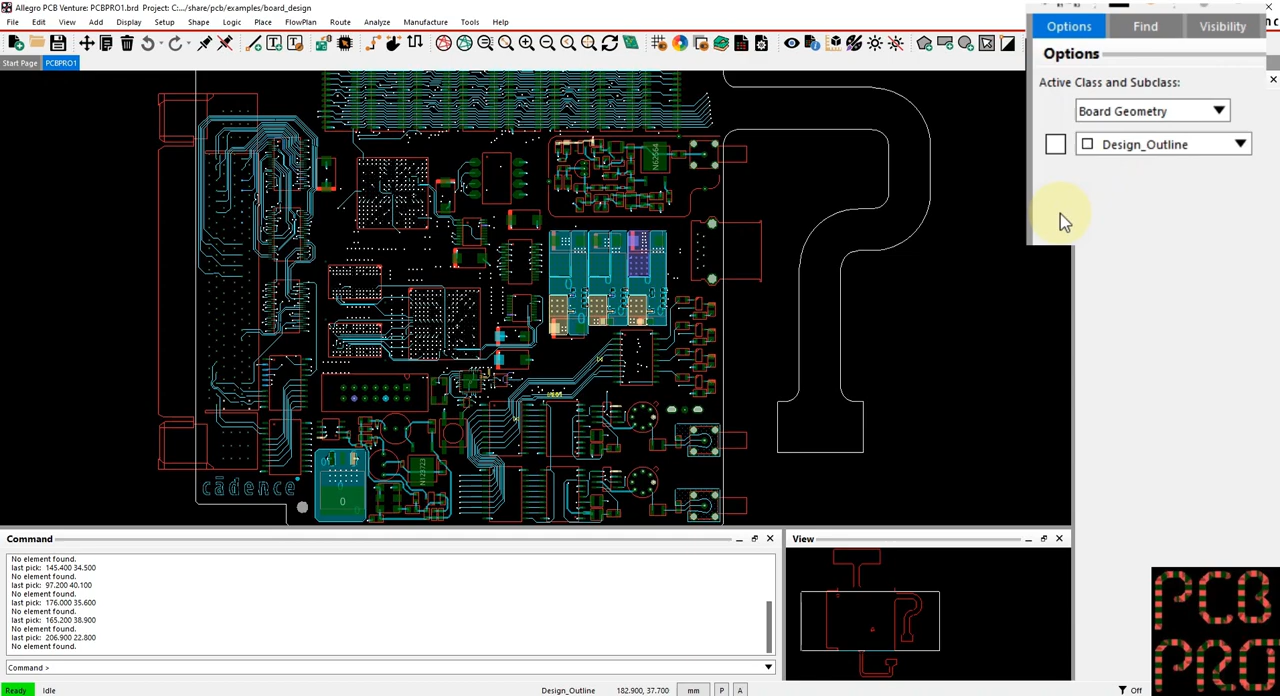 Allegro PCB Venture: PCBPRO1.brd Project: C:.../share/pcb/examples/board_design
File Edit View Add Display Setup Shape Logic Place FlowPlan Route Analyze Manufacture Tools Help
Start Page PCBPRO1
Options Find Visibility
Options
Active Class and Subclass:
Board Geometry
Design_Outline
N62564
N123723
0
cādence
Command
No element found.
last pick: 145.400 34.500
No element found.
last pick: 97.200 40.100
No element found.
last pick: 176.000 35.600
No element found.
last pick: 165.200 38.900
No element found.
last pick: 206.900 22.800
No element found.
Command >
View
Ready Idle Design_Outline 182.900, 37.700 mm P A Off
PCB
PRO